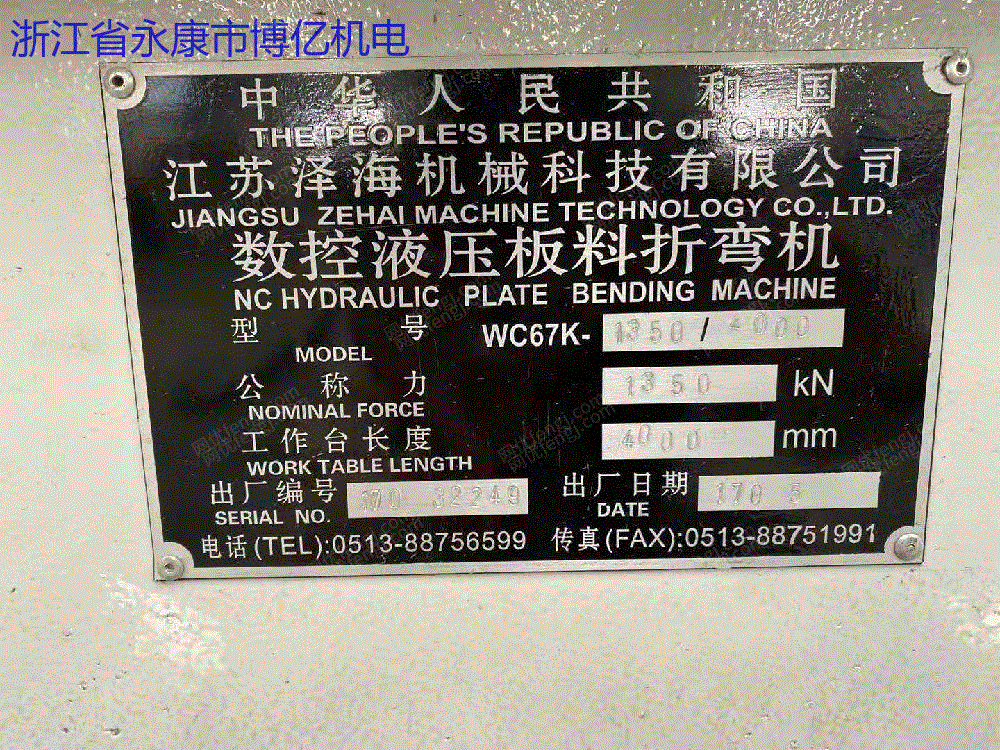 浙江省永康市博亿机电
中华人民共和国
THE PEOPLE'S REPUBLIC OF CHINA
江苏泽海机械科技有限公司
JIANGSU ZEHAI MACHINE TECHNOLOGY CO.,LTD.
数控液压板料折弯机
NC HYDRAULIC PLATE BENDING MACHINE
型号 WC67K-1350/4000
MODEL
公称力 1350 kN
NOMINAL FORCE
工作台长度 4000 mm
WORK TABLE LENGTH
出厂编号 出厂日期
SERIAL NO. 32249 DATE 170
电话(TEL):0513-88756599 传真(FAX):0513-88751991